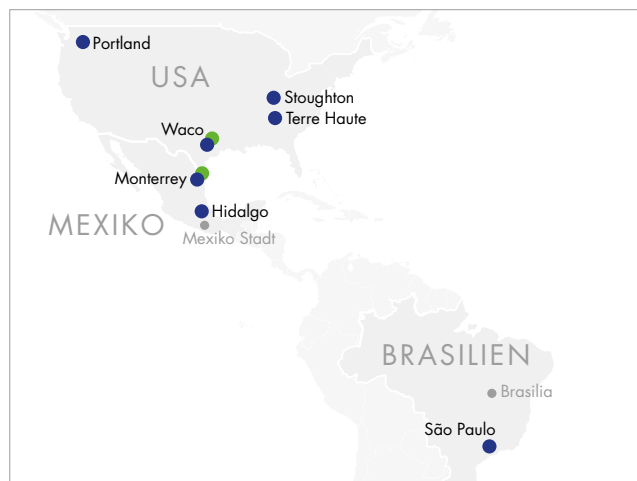 Portland
USA
Stoughton
Terre Haute
Waco
Monterrey
Hidalgo
MEXIKO
Mexiko Stadt
BRASILIEN
Brasilia
São Paulo